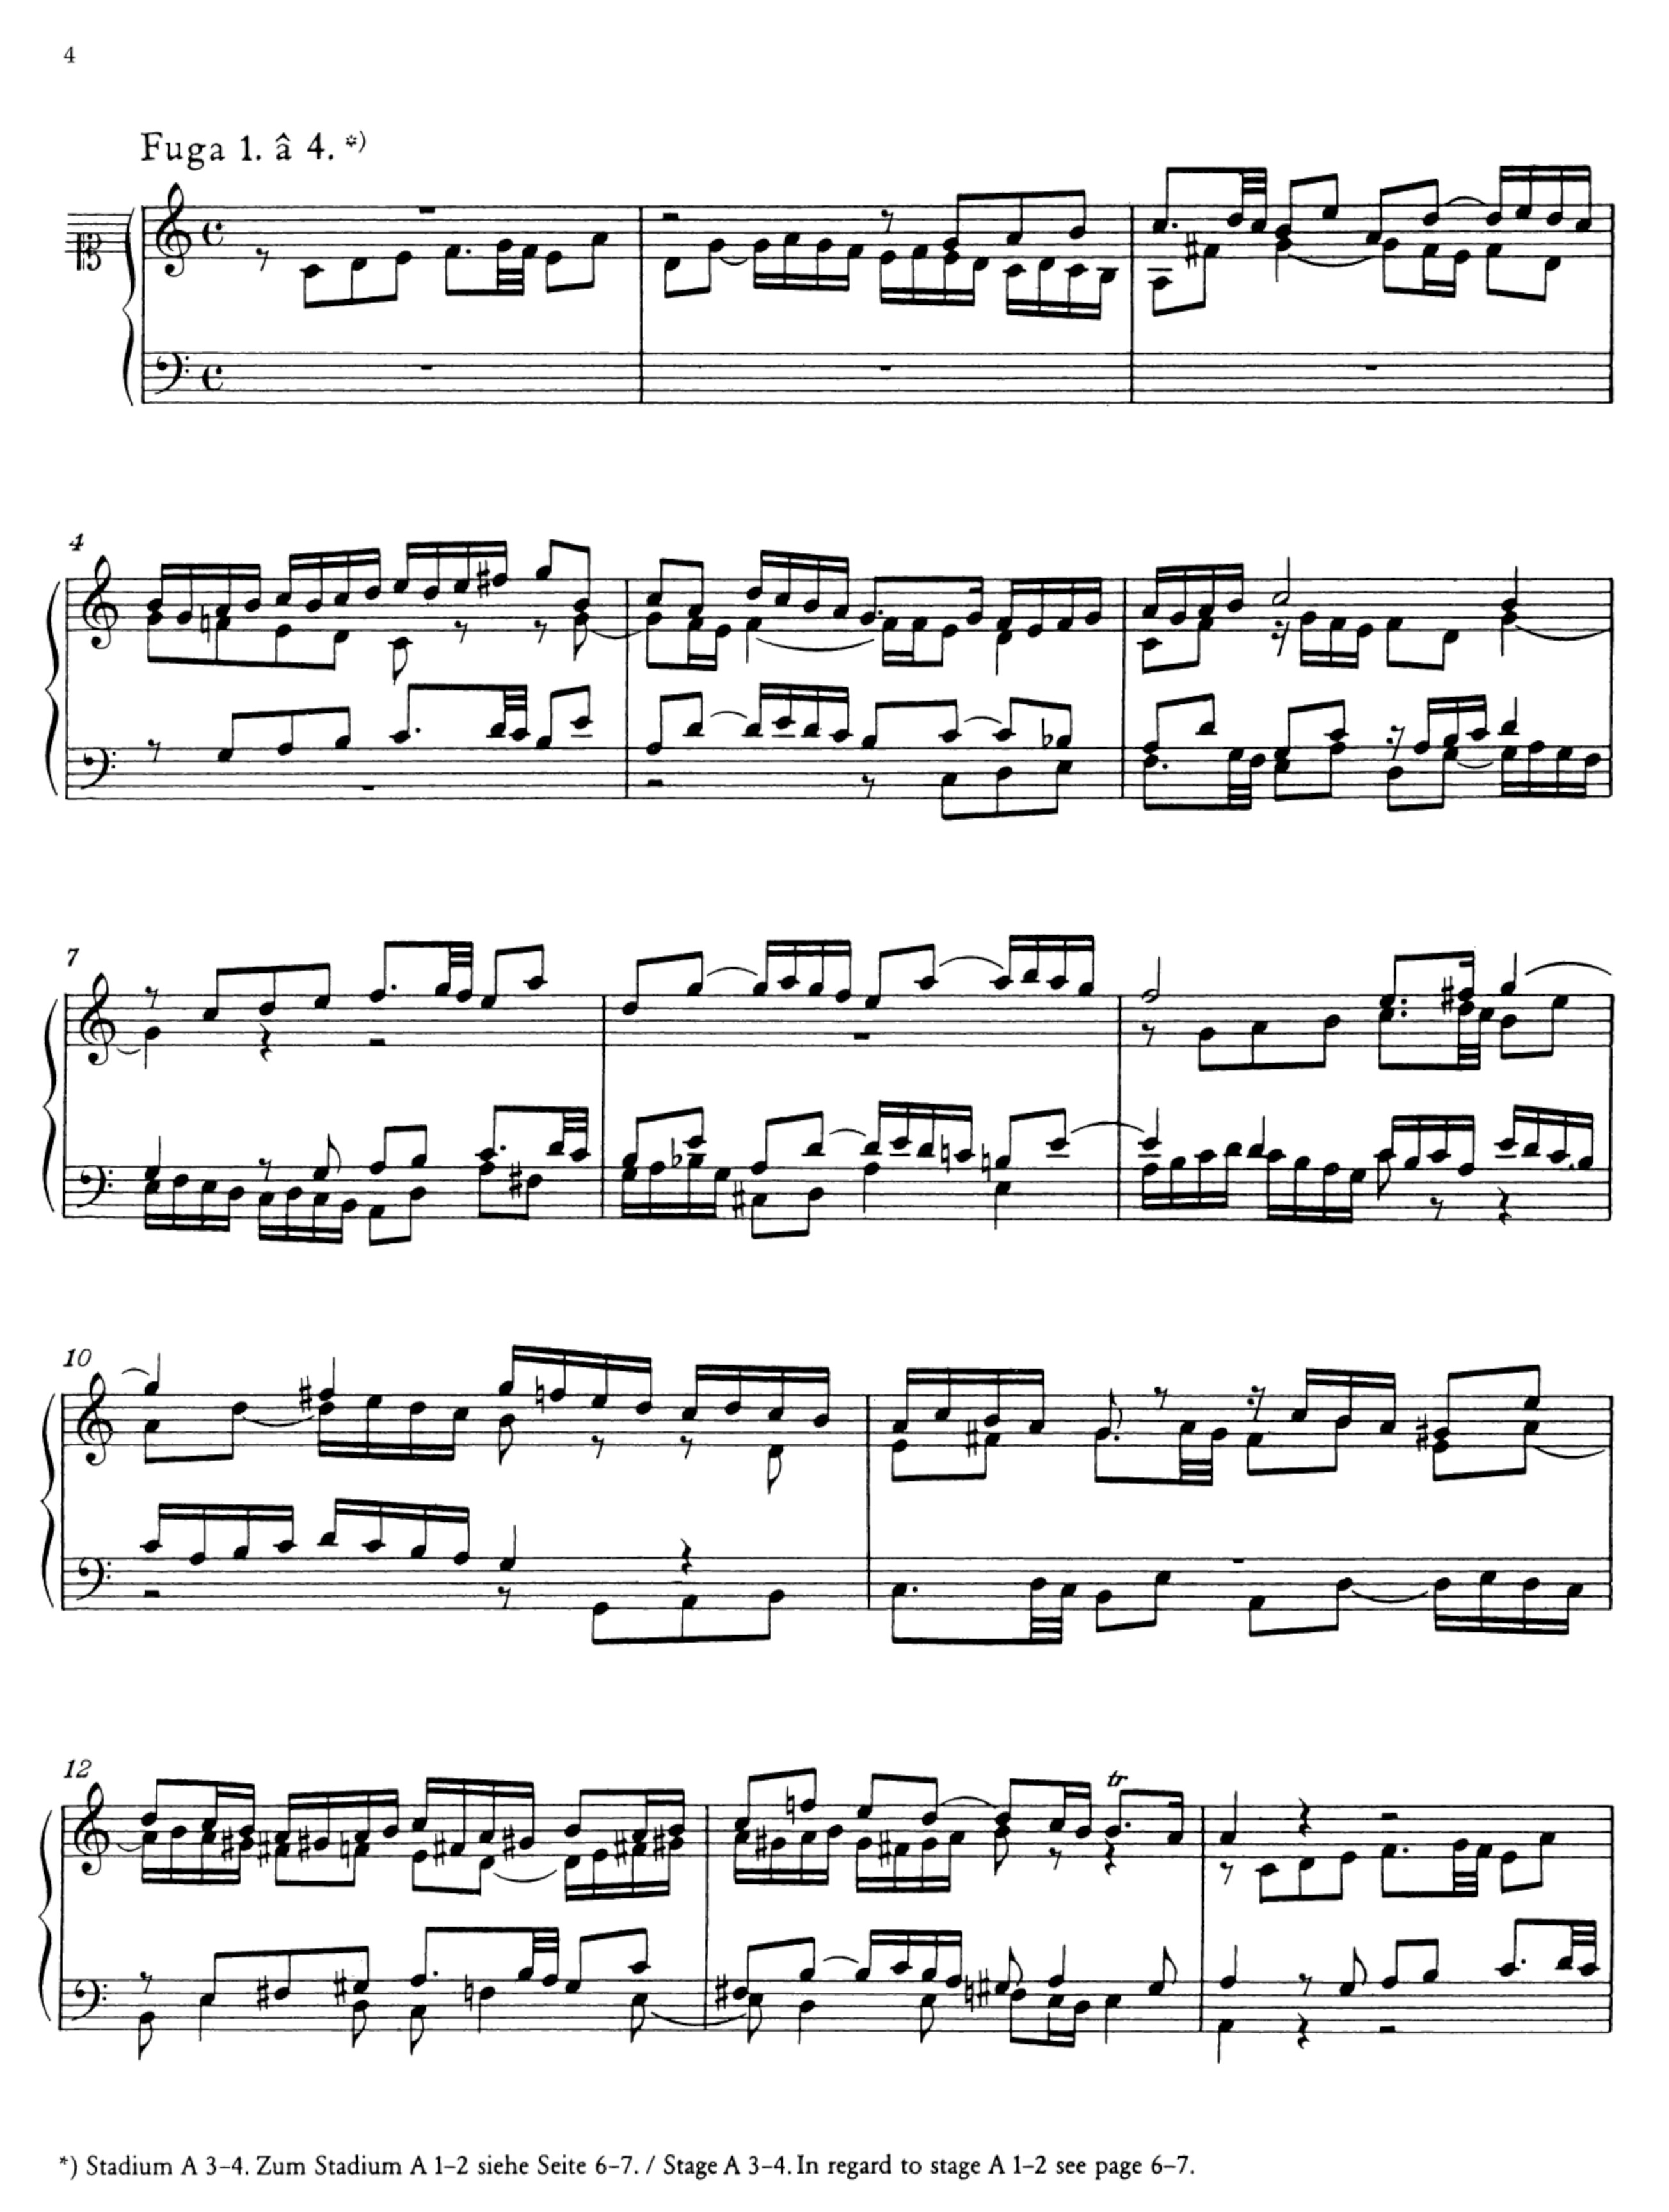 4
Fuga 1. â 4. *)
4
7
10
12
tr
*) Stadium A 3–4. Zum Stadium A 1–2 siehe Seite 6–7. / Stage A 3–4. In regard to stage A 1–2 see page 6–7.